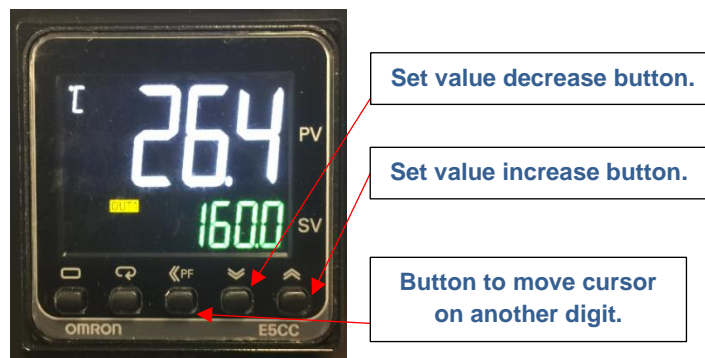 ℃
26.4
PV
OUT1
160.0
SV
PF
OMRON
E5CC
Set value decrease button.
Set value increase button.
Button to move cursor
on another digit.